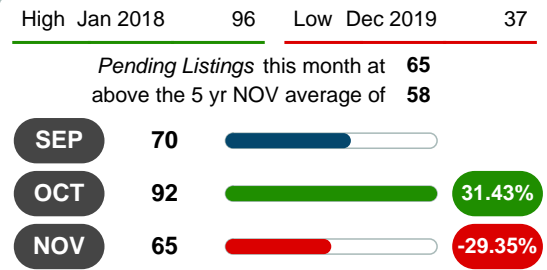 High Jan 2018 96 Low Dec 2019 37
Pending Listings this month at 65
above the 5 yr NOV average of 58
SEP 70
OCT 92 31.43%
NOV 65 -29.35%